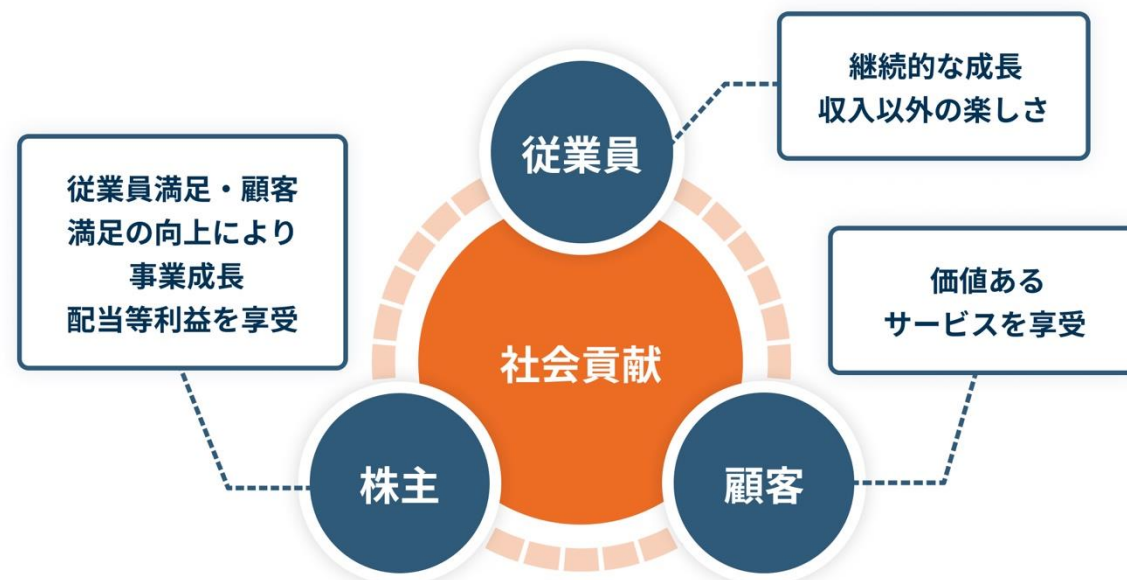 継続的な成長
収入以外の楽しさ
従業員
従業員満足・顧客
満足の向上により
事業成長
配当等利益を享受
価値ある
サービスを享受
社会貢献
株主
顧客